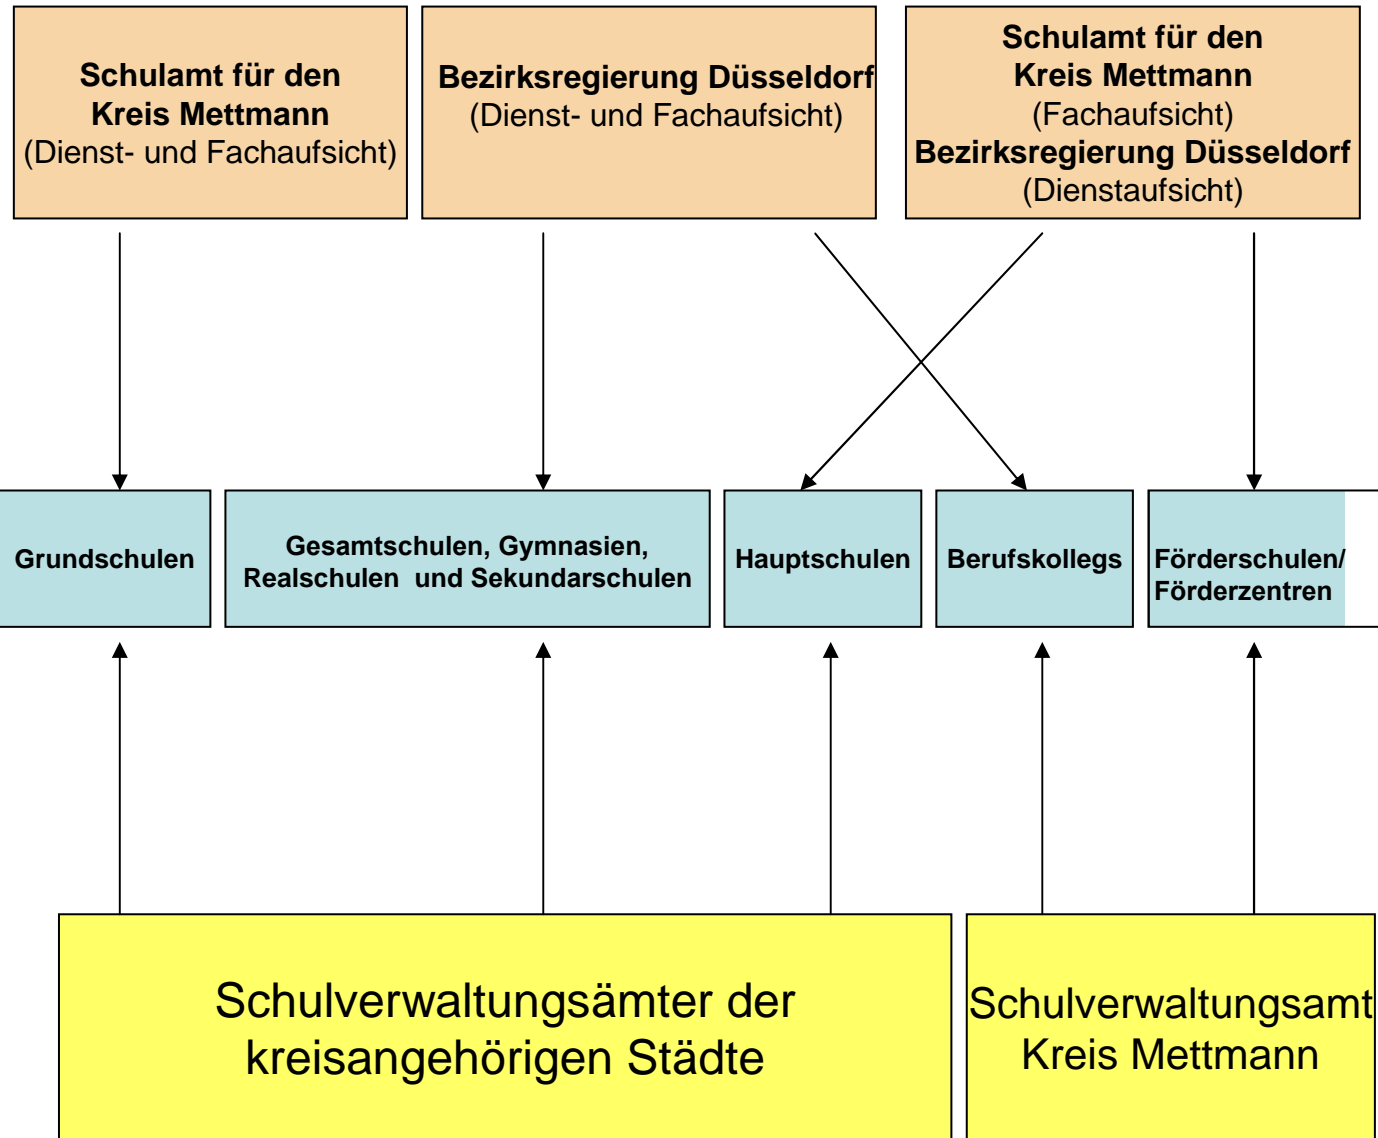 Schulamt für den
Kreis Mettmann
(Dienst- und Fachaufsicht)
Bezirksregierung Düsseldorf
(Dienst- und Fachaufsicht)
Schulamt für den
Kreis Mettmann
(Fachaufsicht)
Bezirksregierung Düsseldorf
(Dienstaufsicht)
Grundschulen
Gesamtschulen, Gymnasien,
Realschulen und Sekundarschulen
Hauptschulen
Berufskollegs
Förderschulen/
Förderzentren
Schulverwaltungsämter der
kreisangehörigen Städte
Schulverwaltungsamt
Kreis Mettmann